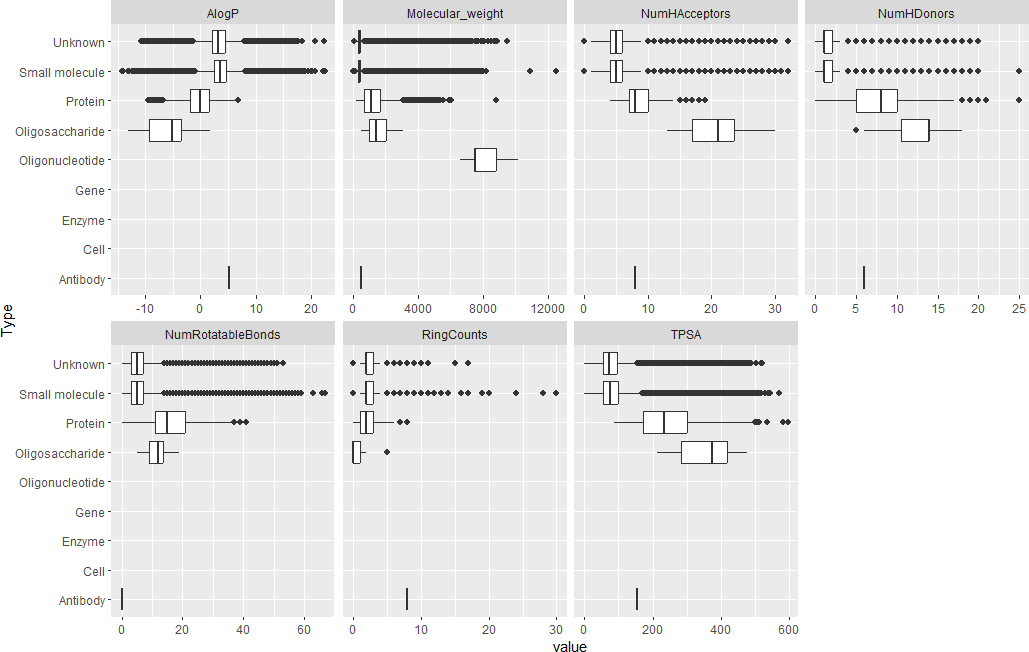 AlogP Molecular_weight NumHAcceptors NumHDonors
Unknown
Small molecule
Protein
Oligosaccharide
Oligonucleotide
Gene
Enzyme
Cell
Antibody
-10 0 10 20 0 4000 8000 12000 0 10 20 30 0 5 10 15 20 25
Type
NumRotatableBonds RingCounts TPSA
Unknown
Small molecule
Protein
Oligosaccharide
Oligonucleotide
Gene
Enzyme
Cell
Antibody
0 20 40 60 0 10 20 30 0 200 400 600
value